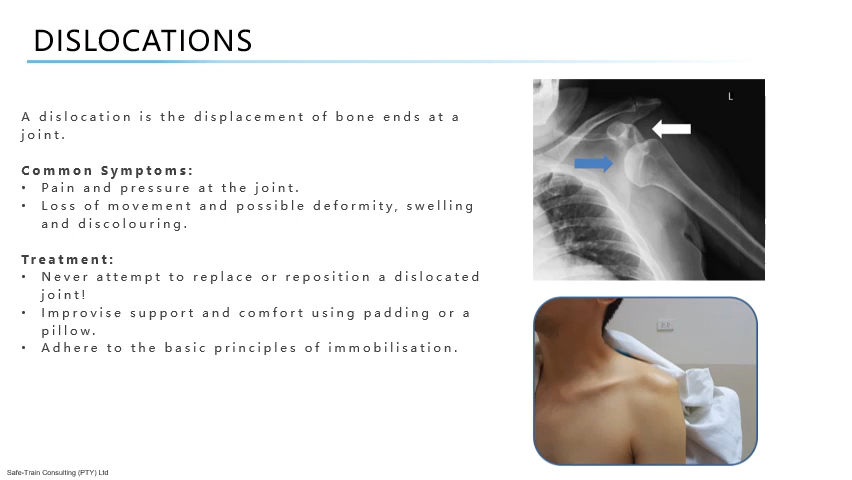 DISLOCATIONS
A dislocation is the displacement of bone ends at a
joint.
Common Symptoms:
• Pain and pressure at the joint.
• Loss of movement and possible deformity, swelling
and discolouring.
Treatment:
• Never attempt to replace or reposition a dislocated
joint!
• Improvise support and comfort using padding or a
pillow.
• Adhere to the basic principles of immobilisation.
L
Safe-Train Consulting (PTY) Ltd